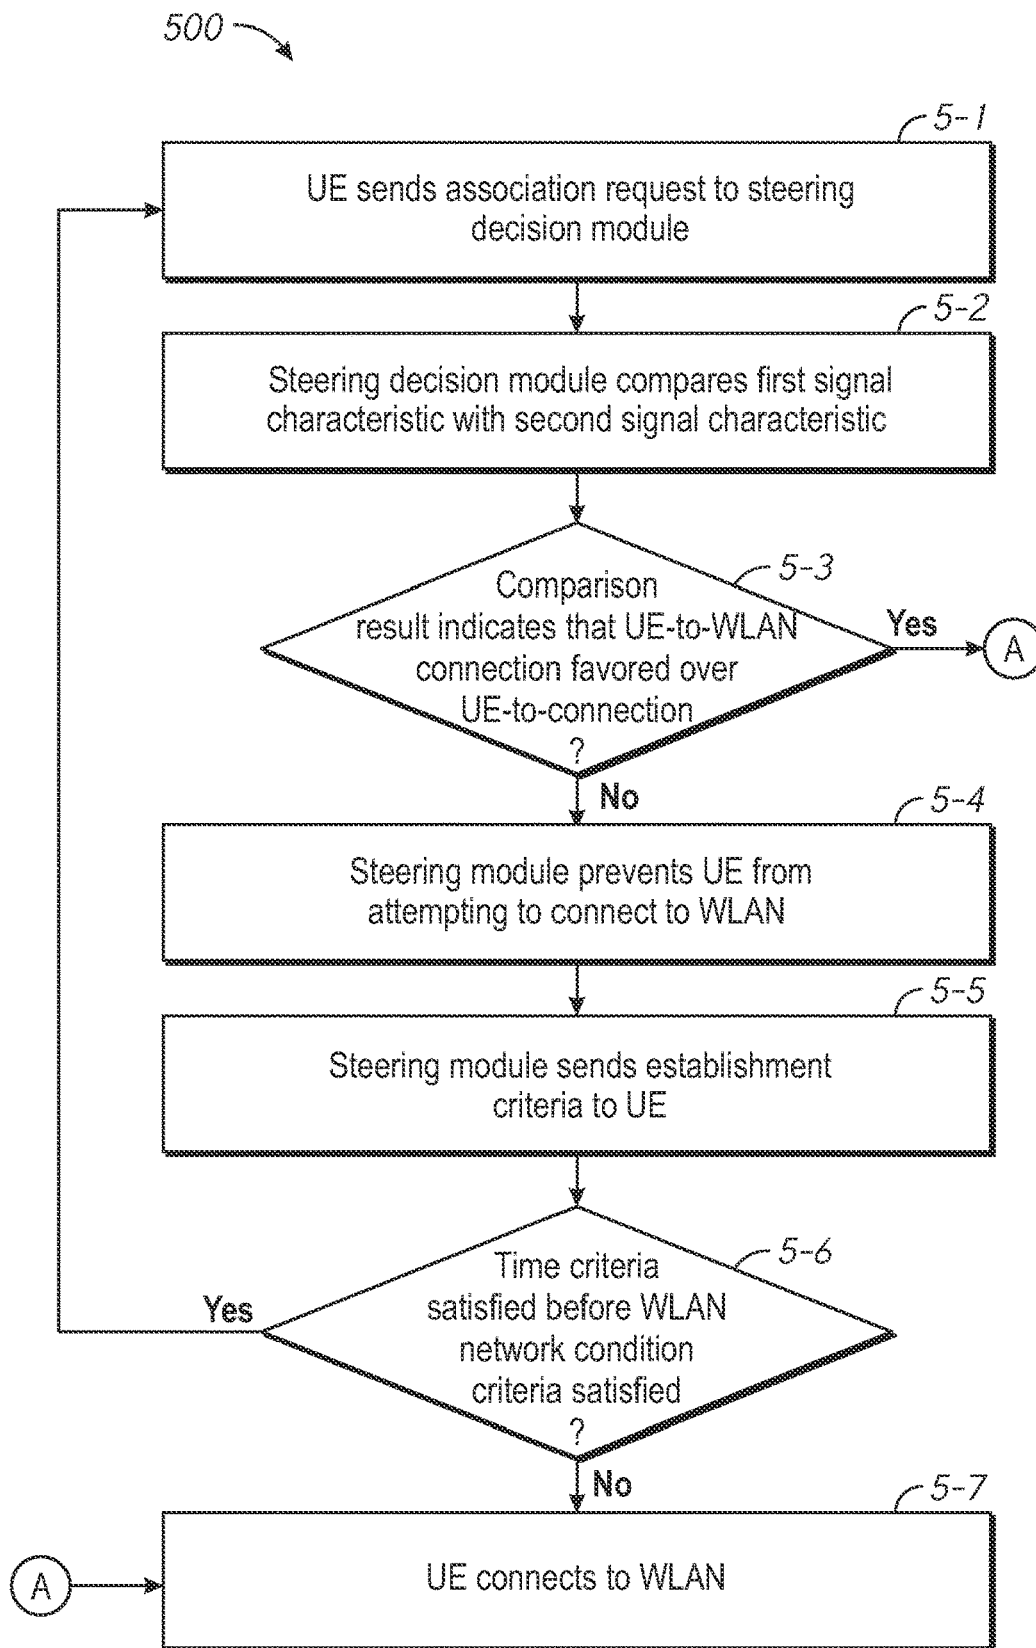 500
5-1
UE sends association request to steering
decision module
5-2
Steering decision module compares first signal
characteristic with second signal characteristic
5-3
Comparison
result indicates that UE-to-WLAN
connection favored over
UE-to-connection
?
Yes
A
No
5-4
Steering module prevents UE from
attempting to connect to WLAN
5-5
Steering module sends establishment
criteria to UE
5-6
Time criteria
satisfied before WLAN
network condition
criteria satisfied
?
Yes
No
5-7
A
UE connects to WLAN